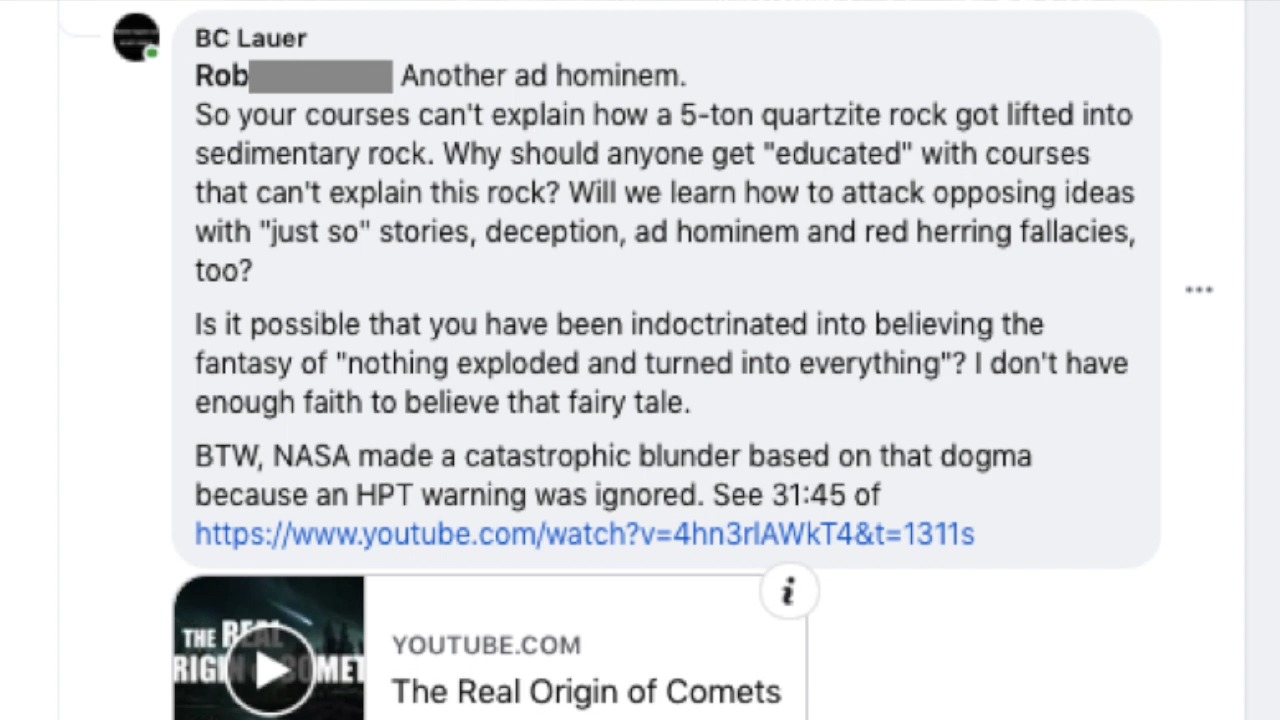 BC Lauer
Rob Another ad hominem.
So your courses can't explain how a 5-ton quartzite rock got lifted into
sedimentary rock. Why should anyone get "educated" with courses
that can't explain this rock? Will we learn how to attack opposing ideas
with "just so" stories, deception, ad hominem and red herring fallacies,
too?
Is it possible that you have been indoctrinated into believing the
fantasy of "nothing exploded and turned into everything"? I don't have
enough faith to believe that fairy tale.
BTW, NASA made a catastrophic blunder based on that dogma
because an HPT warning was ignored. See 31:45 of
https://www.youtube.com/watch?v=4hn3rlAWkT4&t=1311s
THE REAL
RIGIN COMET
YOUTUBE.COM
The Real Origin of Comets